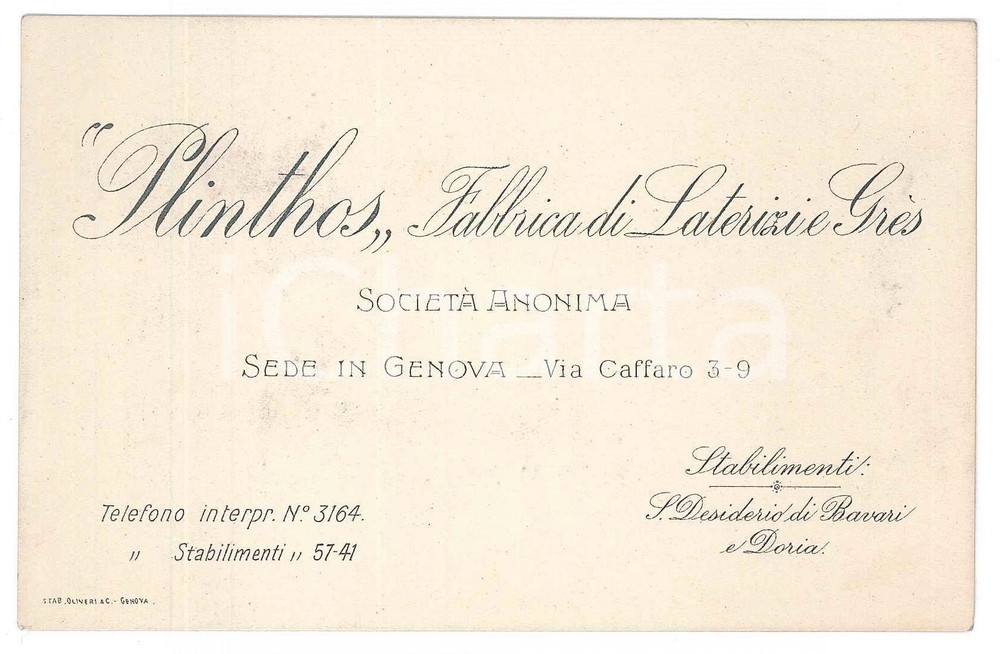 "Plinthos„ Fabbrica di Laterizi e Grès
SOCIETÀ ANONIMA
SEDE IN GENOVA — Via Caffaro 3-9
Stabilimenti:
S. Desiderio di Bavari
e Doria.
Telefono interpr. N.° 3164.
„ Stabilimenti „ 57-41
STAB. OLIVERI & C. - GENOVA.
iCharta